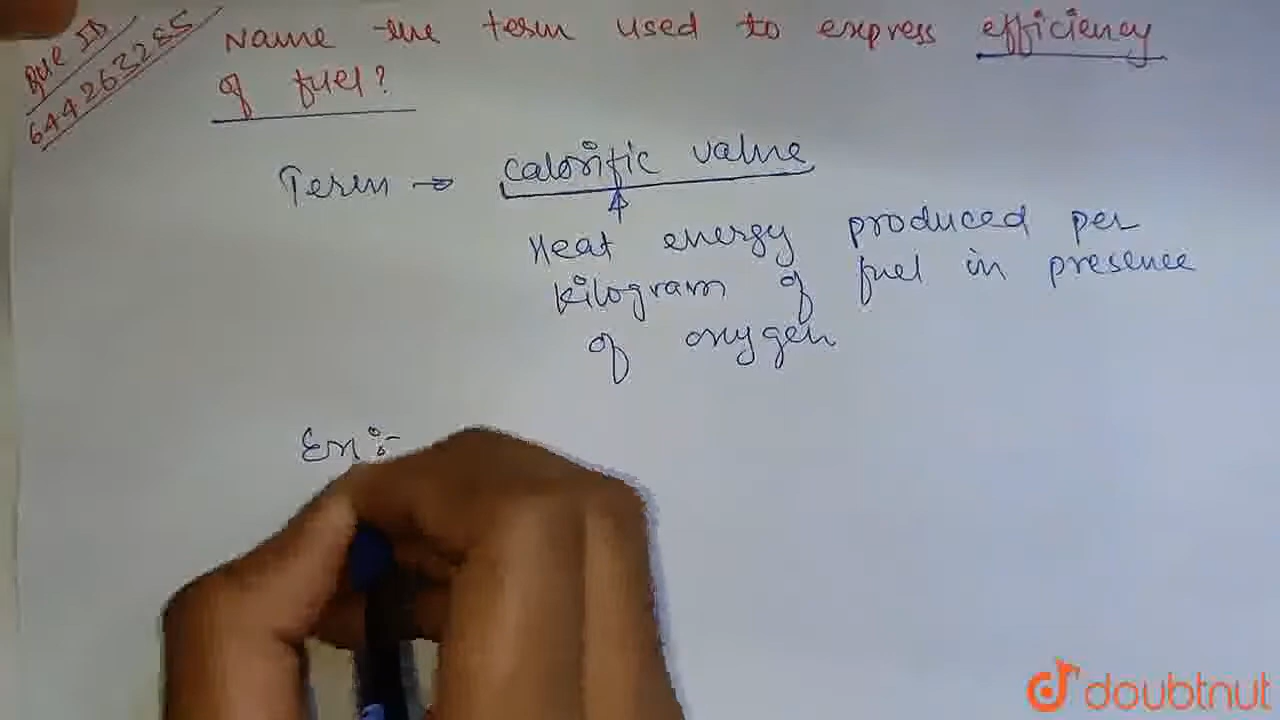 Que ID
644263285
Name the term used to express efficiency
of fuel?
Term → calorific value
Heat energy produced per
kilogram of fuel in presence
of oxygen
Ex:-
doubtnut